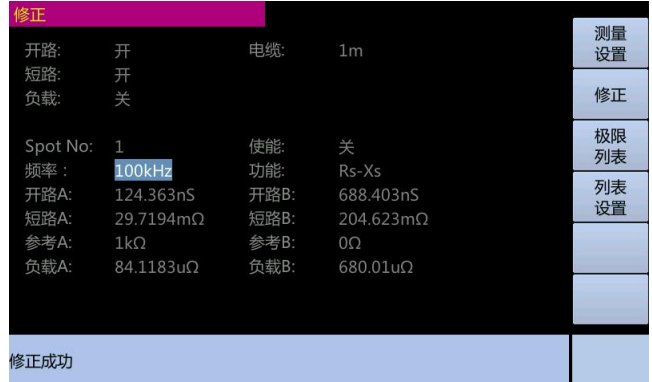 修正
开路: 开 电缆: 1m
短路: 开
负载: 关
Spot No: 1 使能: 关
频率： 100kHz 功能: Rs-Xs
开路A: 124.363nS 开路B: 688.403nS
短路A: 29.7194mΩ 短路B: 204.623mΩ
参考A: 1kΩ 参考B: 0Ω
负载A: 84.1183uΩ 负载B: 680.01uΩ
测量
设置
修正
极限
列表
列表
设置
修正成功